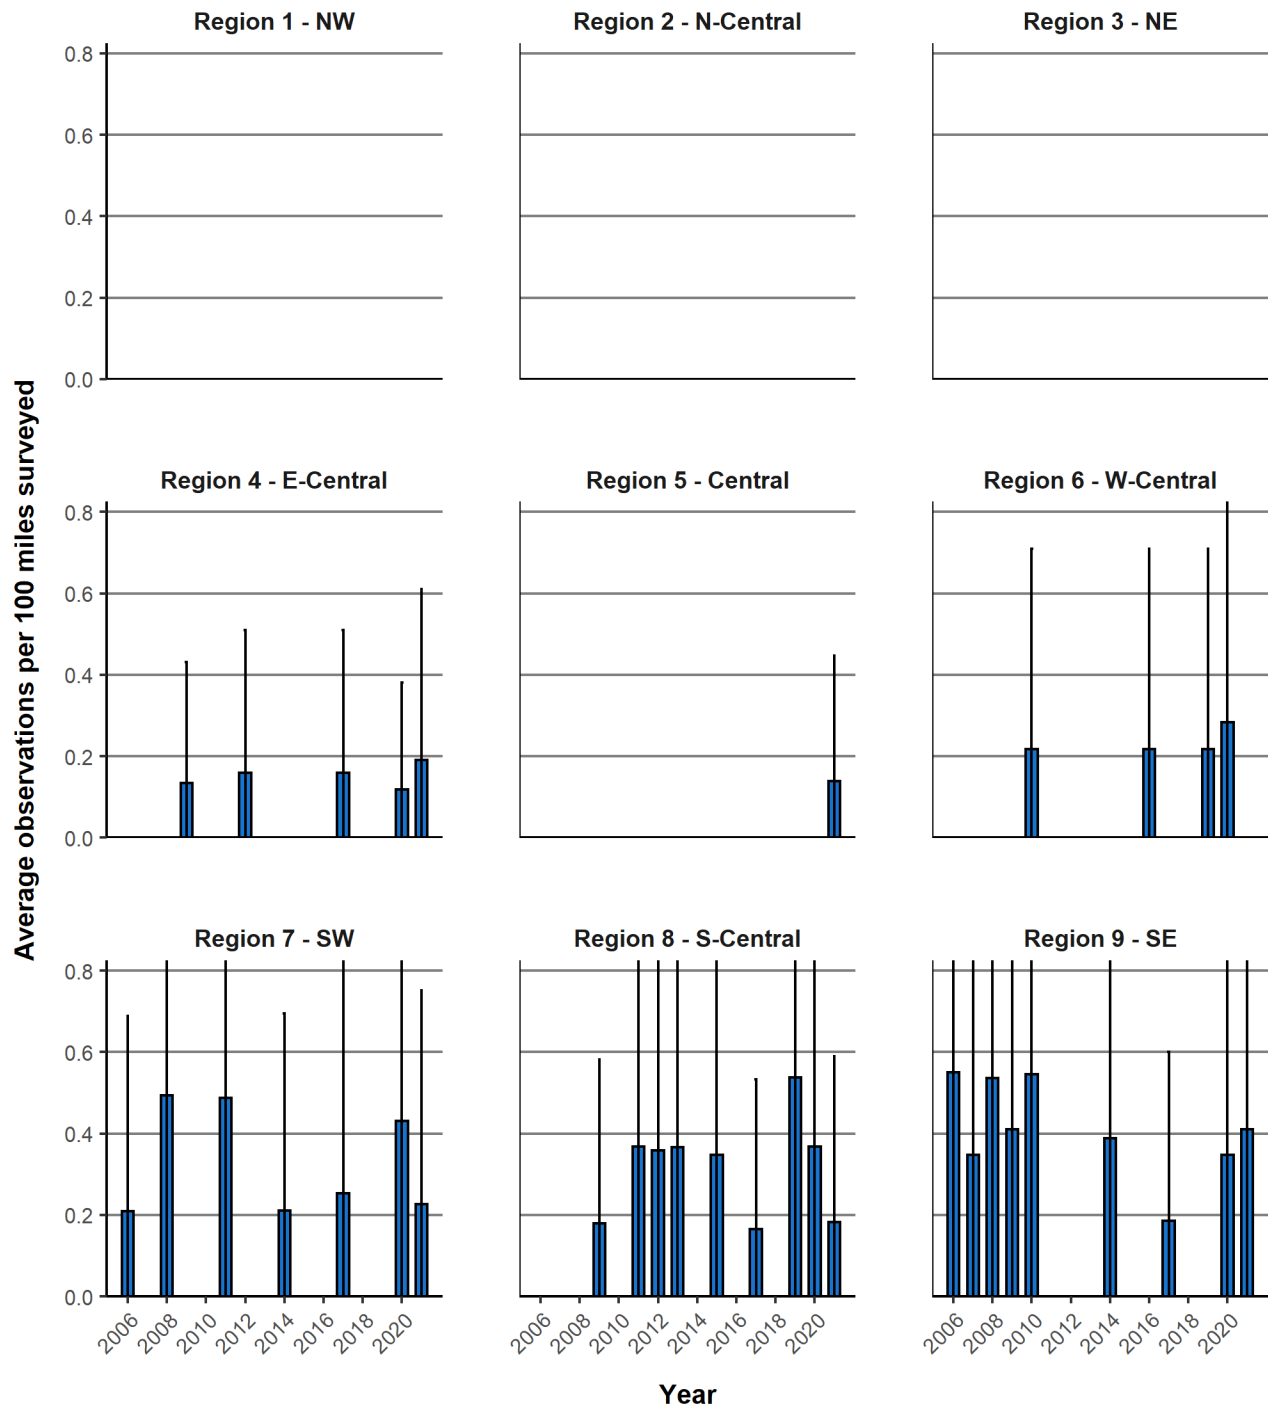 Region 1 - NW
Region 2 - N-Central
Region 3 - NE
0.8
0.6
0.4
0.2
0.0
Region 4 - E-Central
Region 5 - Central
Region 6 - W-Central
0.8
0.6
0.4
0.2
0.0
Average observations per 100 miles surveyed
Region 7 - SW
Region 8 - S-Central
Region 9 - SE
0.8
0.6
0.4
0.2
0.0
2006 2008 2010 2012 2014 2016 2018 2020
2006 2008 2010 2012 2014 2016 2018 2020
2006 2008 2010 2012 2014 2016 2018 2020
Year